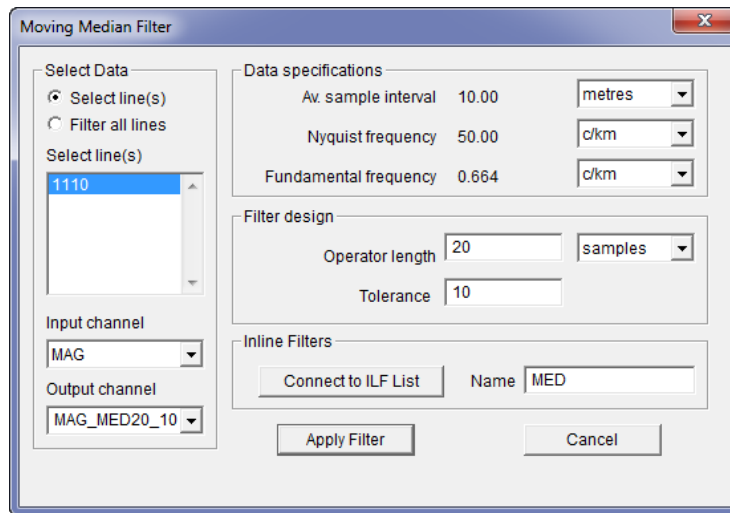 Moving Median Filter
Select Data
Select line(s)
Filter all lines
Select line(s)
1110
Input channel
MAG
Output channel
MAG_MED20_10
Data specifications
Av. sample interval 10.00 metres
Nyquist frequency 50.00 c/km
Fundamental frequency 0.664 c/km
Filter design
Operator length 20 samples
Tolerance 10
Inline Filters
Connect to ILF List Name MED
Apply Filter Cancel